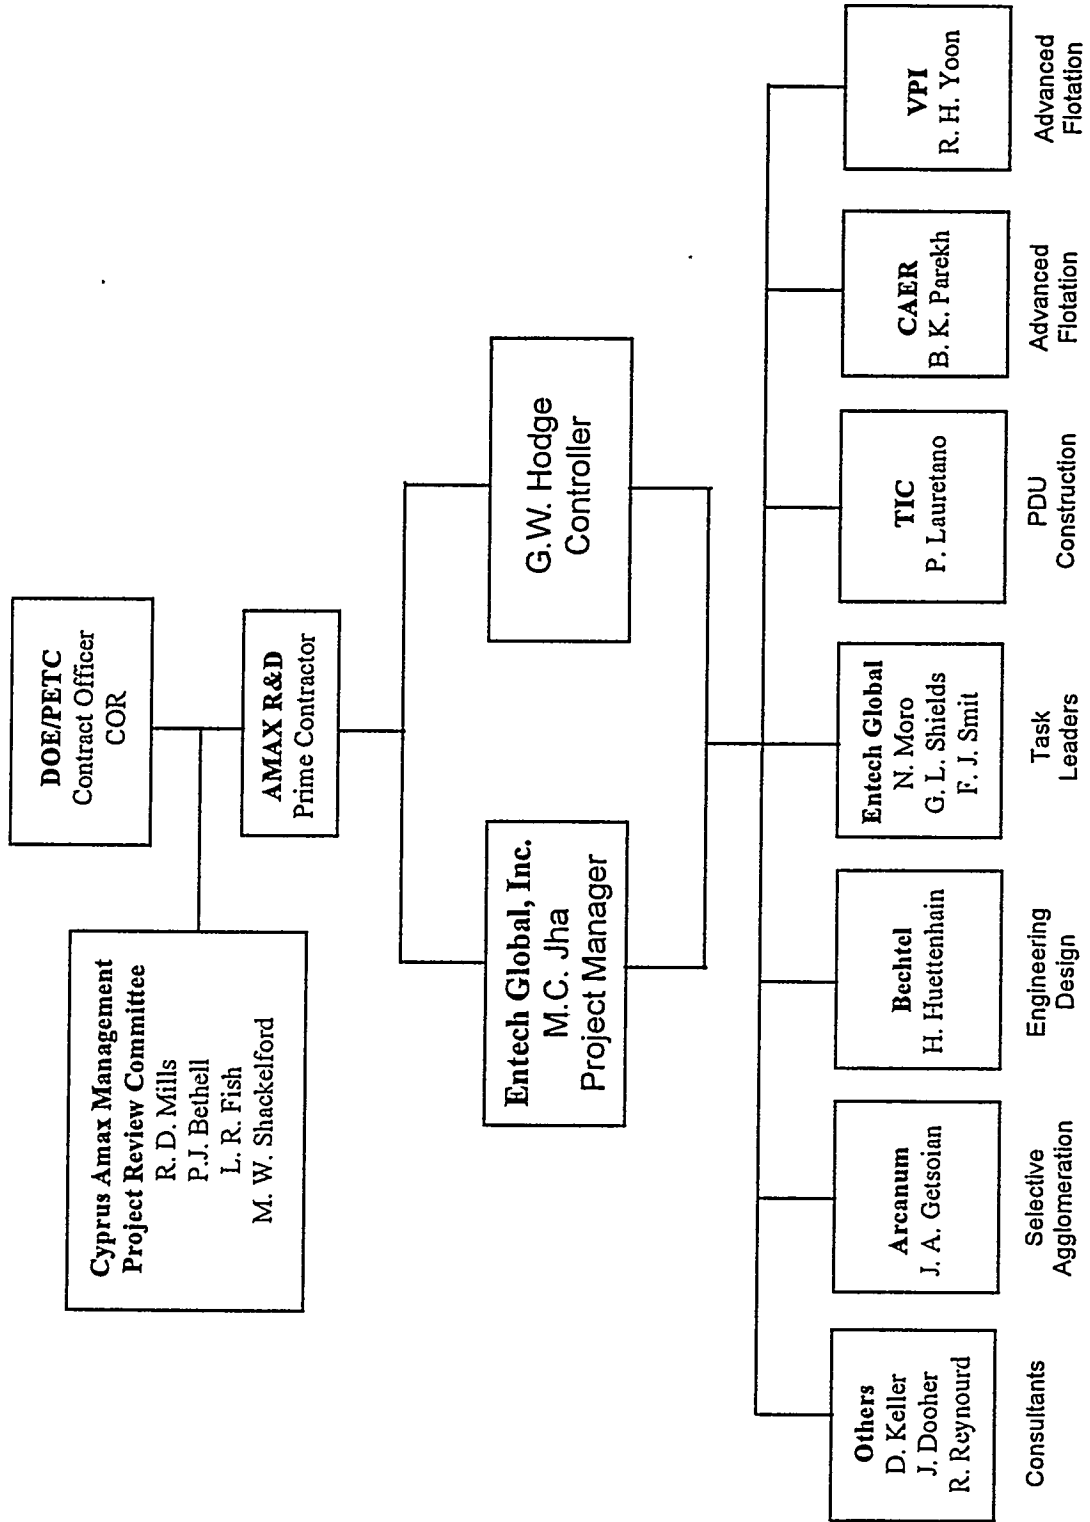 DOE/PETC
Contract Officer
COR
Cyprus Amax Management
Project Review Committee
R. D. Mills
P.J. Bethell
L. R. Fish
M. W. Shackelford
AMAX R&D
Prime Contractor
Entech Global, Inc.
M.C. Jha
Project Manager
G.W. Hodge
Controller
Others
D. Keller
J. Dooher
R. Reynourd
Consultants
Arcanum
J. A. Getsoian
Selective
Agglomeration
Bechtel
H. Huettenhain
Engineering
Design
Entech Global
N. Moro
G. L. Shields
F. J. Smit
Task
Leaders
TIC
P. Lauretano
PDU
Construction
CAER
B. K. Parekh
Advanced
Flotation
VPI
R. H. Yoon
Advanced
Flotation